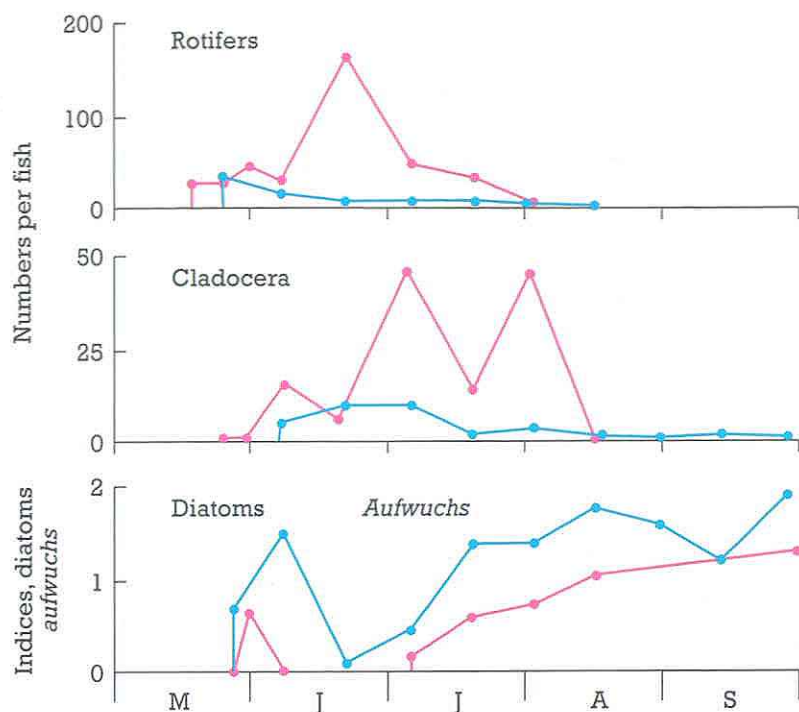 Numbers per fish
200
Rotifers
100
0
50
Cladocera
25
0
Indices, diatoms
aufwuchs
2
Diatoms
Aufwuchs
1
0
M
J
J
A
S